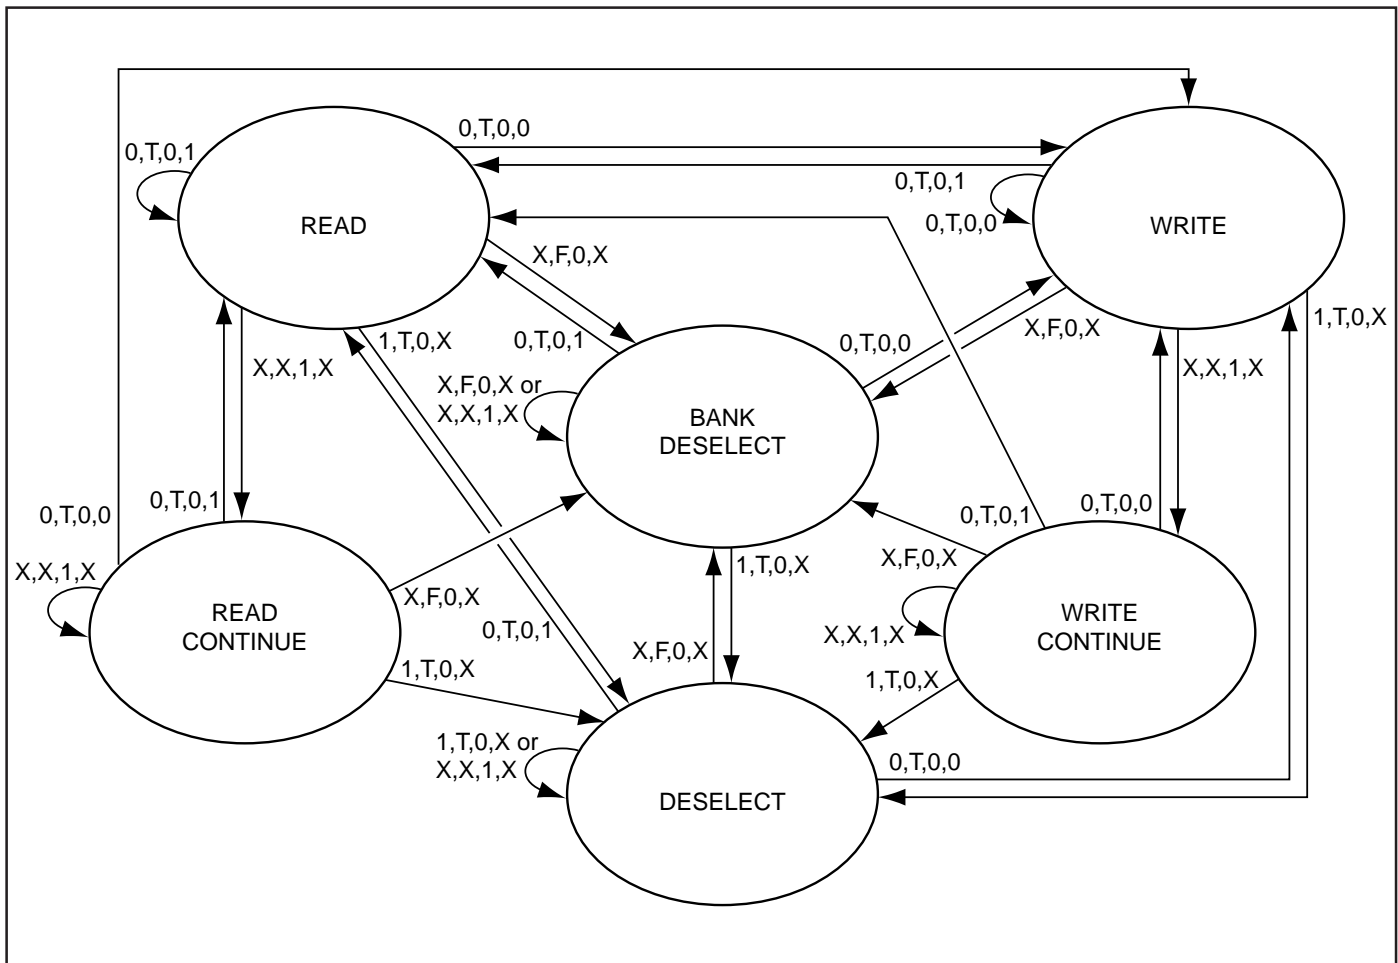 0,T,0,0
0,T,0,1
0,T,0,1
READ
0,T,0,0
WRITE
X,F,0,X
X,F,0,X
1,T,0,X
0,T,0,1
1,T,0,X
0,T,0,0
X,X,1,X
X,X,1,X
X,F,0,X or
X,X,1,X
BANK
DESELECT
0,T,0,0
0,T,0,1
0,T,0,1
0,T,0,0
X,F,0,X
1,T,0,X
X,X,1,X
READ
CONTINUE
X,F,0,X
0,T,0,1
X,F,0,X
X,X,1,X
WRITE
CONTINUE
1,T,0,X
1,T,0,X
1,T,0,X or
X,X,1,X
DESELECT
0,T,0,0